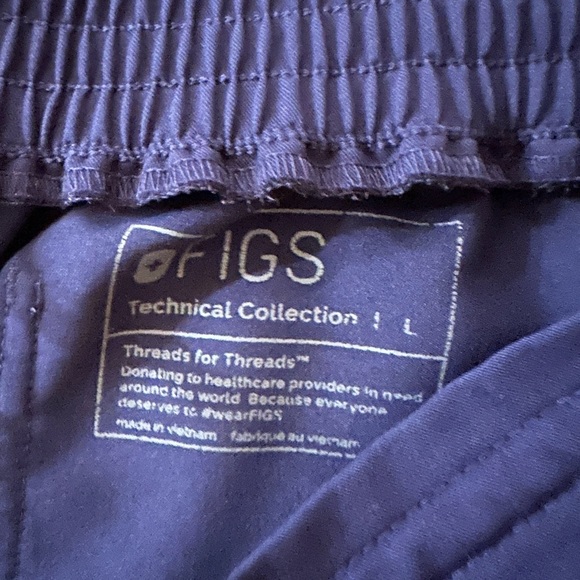 FIGS
Technical Collection | L
Threads for Threads™
Donating to healthcare providers in need
around the world Because everyone
deserves to #wearFIGS
made in vietnam fabriqué au vietnam